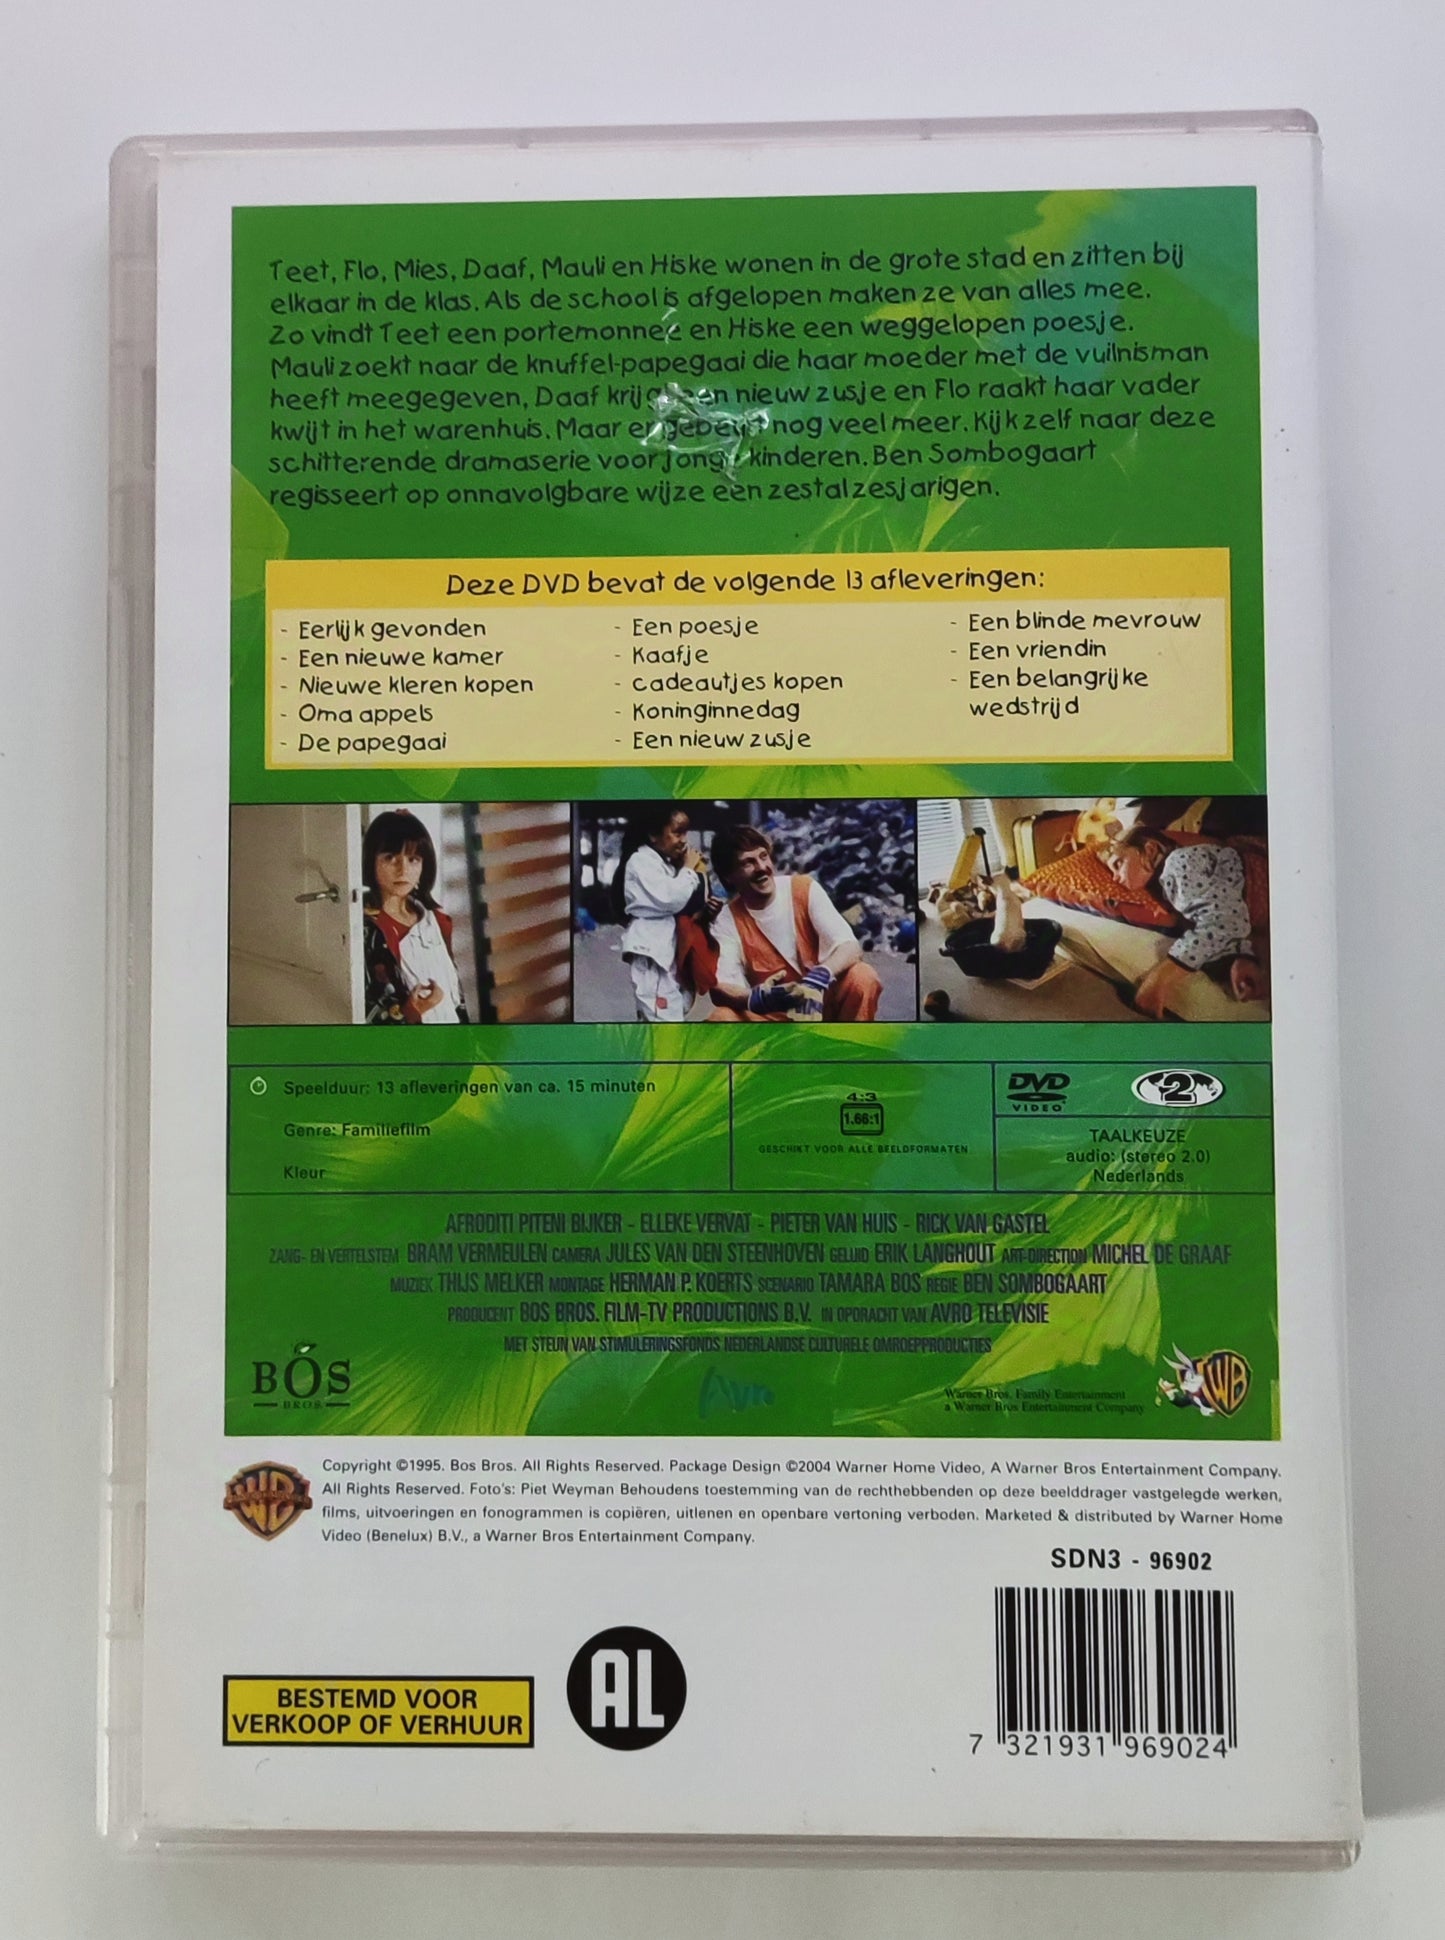 Teet, Flo, Mies, Daaf, Mauli en Hiske wonen in de grote stad en zitten bij
elkaar in de klas. Als de school is afgelopen maken ze van alles mee.
Zo vindt Teet een portemonnee en Hiske een weggelopen poesje.
Mauli zoekt naar de knuffel-papegaai die haar moeder met de vuilnisman
heeft meegegeven, Daaf krijgt een nieuw zusje en Flo raakt haar vader
kwijt in het warenhuis. Maar er gebeurt nog veel meer. Kijk zelf naar deze
schitterende dramaserie voor jonge kinderen. Ben Sombogaart
regisseert op onnavolgbare wijze een zestal zesjarigen.
Deze DVD bevat de volgende 13 afleveringen:
- Eerlijk gevonden
- Een nieuwe kamer
- Nieuwe kleren kopen
- Oma appels
- De papegaai
- Een poesje
- Kaafje
- cadeautjes kopen
- Koninginnedag
- Een nieuw zusje
- Een blinde mevrouw
- Een vriendin
- Een belangrijke
wedstrijd
Speelduur: 13 afleveringen van ca. 15 minuten
Genre: Familiefilm
Kleur
4:3
1.66:1
GESCHIKT VOOR ALLE BEELDFORMATEN
DVD
VIDEO
2
TAALKEUZE
audio: (stereo 2.0)
Nederlands
AFRODITI PITENI BIJKER - ELLEKE VERVAT - PIETER VAN HUIS - RICK VAN GASTEL
ZANG- EN VERTELSTEM BRAM VERMEULEN CAMERA JULES VAN DEN STEENHOVEN GELUID ERIK LANGHOUT ART-DIRECTION MICHEL DE GRAAF
MUZIEK THIJS MELKER MONTAGE HERMAN P. KOERTS SCENARIO TAMARA BOS REGIE BEN SOMBOGAART
PRODUCENT BOS BROS. FILM-TV PRODUCTIONS B.V. IN OPDRACHT VAN AVRO TELEVISIE
MET STEUN VAN STIMULERINGSFONDS NEDERLANDSE CULTURELE OMROEPPRODUCTIES
BOS
BROS
Avro
Warner Bros. Family Entertainment
a Warner Bros Entertainment Company
WB
Copyright ©1995. Bos Bros. All Rights Reserved. Package Design ©2004 Warner Home Video, A Warner Bros Entertainment Company.
All Rights Reserved. Foto's: Piet Weyman Behoudens toestemming van de rechthebbenden op deze beelddrager vastgelegde werken,
films, uitvoeringen en fonogrammen is copiëren, uitlenen en openbare vertoning verboden. Marketed & distributed by Warner Home
Video (Benelux) B.V., a Warner Bros Entertainment Company.
WB
SDN3 - 96902
BESTEMD VOOR
VERKOOP OF VERHUUR
AL
7 321931 969024